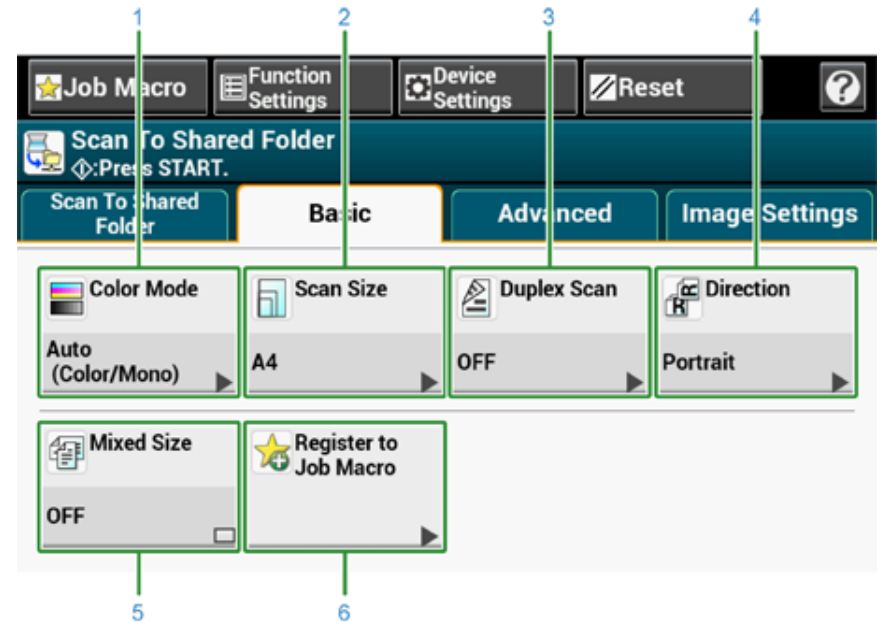 1 2 3 4
Job Macro
Function
Settings
Device
Settings
Reset
?
Scan To Shared Folder
:Press START.
Scan To Shared
Folder
Basic
Advanced
Image Settings
Color Mode
Auto
(Color/Mono)
Scan Size
A4
Duplex Scan
OFF
Direction
Portrait
Mixed Size
OFF
Register to
Job Macro
5 6